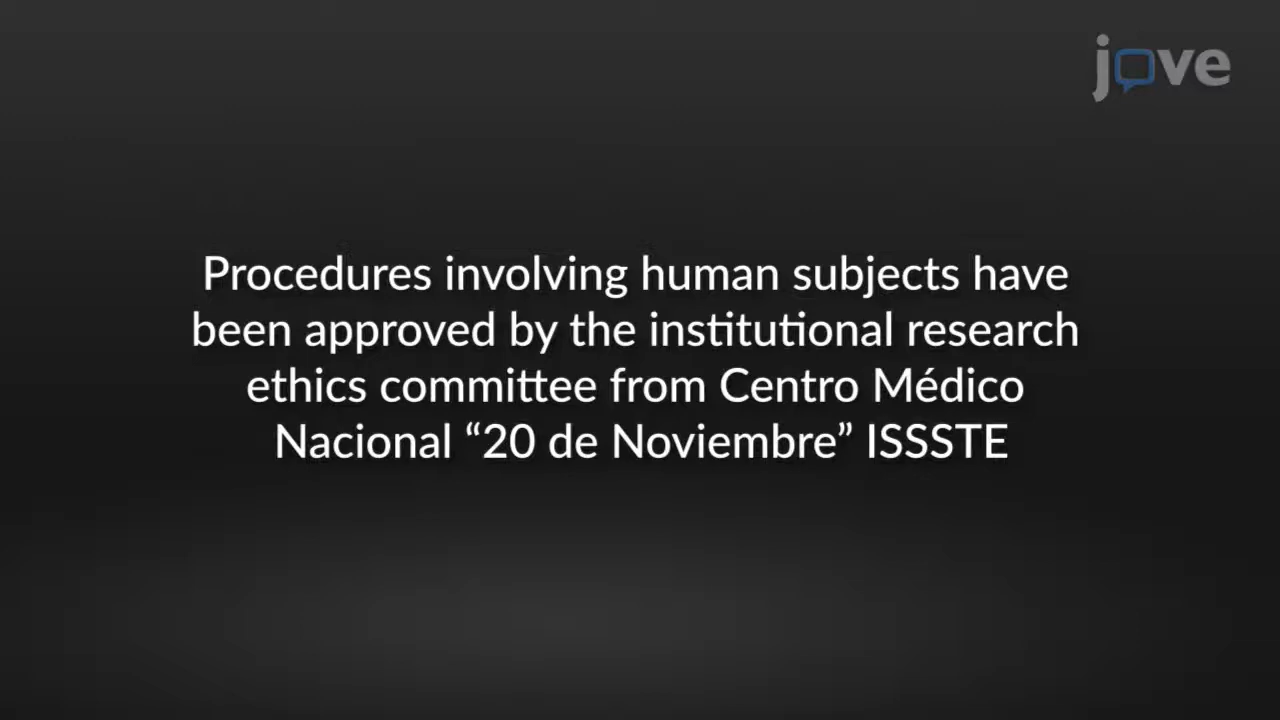 jove
Procedures involving human subjects have
been approved by the institutional research
ethics committee from Centro Médico
Nacional “20 de Noviembre” ISSSTE